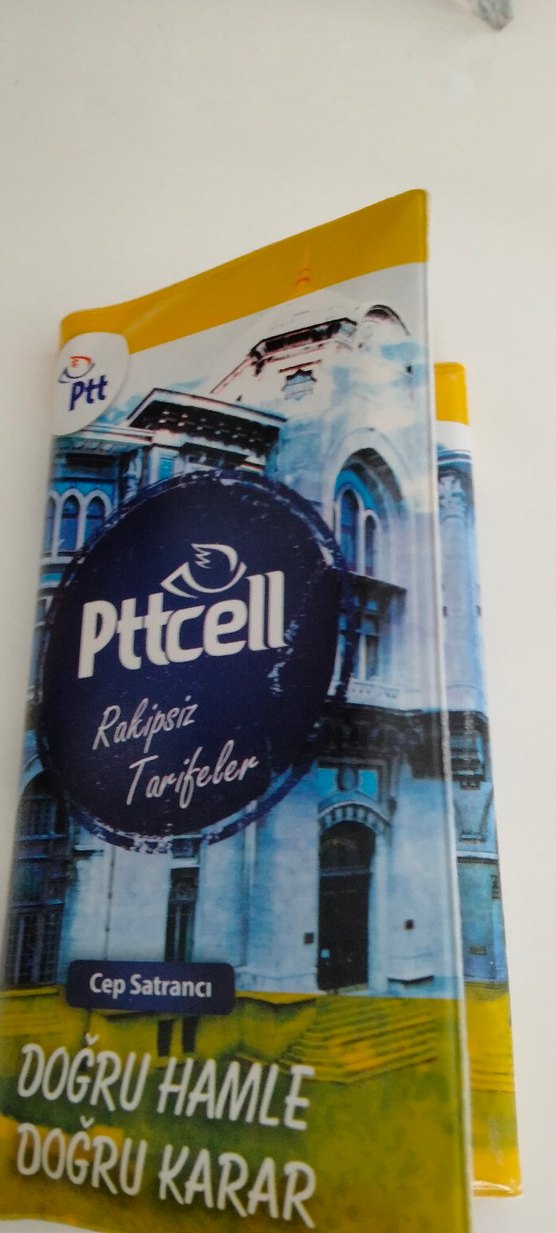 Ptt
Pttcell
Rakipsiz
Tarifeler
Cep Satrancı
DOĞRU HAMLE
DOĞRU KARAR